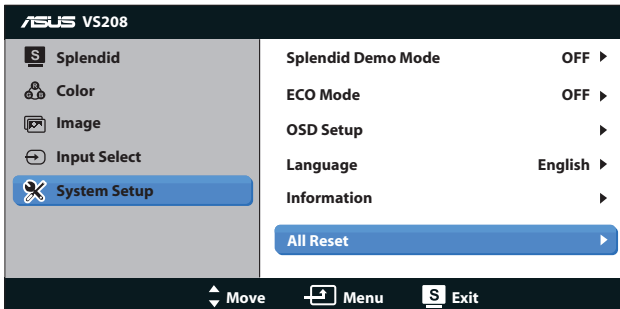 ASUS VS208
S Splendid
Color
Image
Input Select
System Setup
Splendid Demo Mode OFF
ECO Mode OFF
OSD Setup
Language English
Information
All Reset
Move Menu S Exit